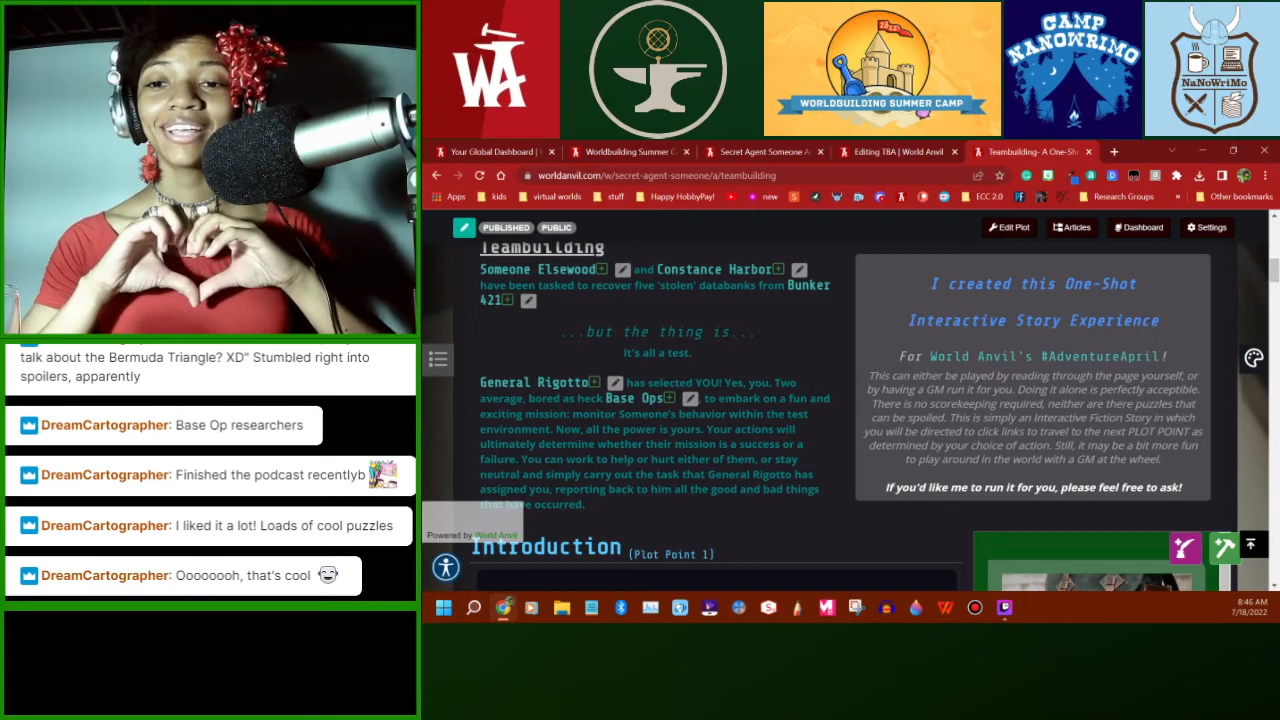 WA
2022
WORLDBUILDING SUMMER CAMP
CAMP
NANOWRIMO
NaNoWriMo
Your Global Dashboard |
Worldbuilding Summer C
Secret Agent Someone A
Editing TBA | World Anvil
Teambuilding- A One-Sho
worldanvil.com/w/secret-agent-someone/a/teambuilding
Apps
kids
virtual worlds
stuff
Happy HobbyPay!
new
ECC 2.0
Research Groups
»
Other bookmarks
PUBLISHED
PUBLIC
Edit Plot
Articles
Dashboard
Settings
Teambuilding
Someone Elsewood and Constance Harbor
have been tasked to recover five 'stolen' databanks from Bunker
421
...but the thing is...
It's all a test.
General Rigotto has selected YOU! Yes, you. Two
average, bored as heck Base Ops, to embark on a fun and
exciting mission: monitor Someone's behavior within the test
environment. Now, all the power is yours. Your actions will
ultimately determine whether their mission is a success or a
failure. You can work to help or hurt either of them, or stay
neutral and simply carry out the task that General Rigotto has
assigned you, reporting back to him all the good and bad things
that have occurred.
Powered by World Anvil
Introduction (Plot Point 1)
I created this One-Shot
Interactive Story Experience
For World Anvil's #AdventureApril!
This can either be played by reading through the page yourself, or
by having a GM run it for you. Doing it alone is perfectly acceptible.
There is no scorekeeping required, neither are there puzzles that
can be spoiled. This is simply an Interactive Fiction Story in which
you will be directed to click links to travel to the next PLOT POINT as
determined by your choice of action. Still, it may be a bit more fun
to play around in the world with a GM at the wheel.
If you'd like me to run it for you, please feel free to ask!
talk about the Bermuda Triangle? XD" Stumbled right into
spoilers, apparently
DreamCartographer: Base Op researchers
DreamCartographer: Finished the podcast recentlyb
DreamCartographer: I liked it a lot! Loads of cool puzzles
DreamCartographer: Ooooooooh, that's cool
8:46 AM
7/18/2022